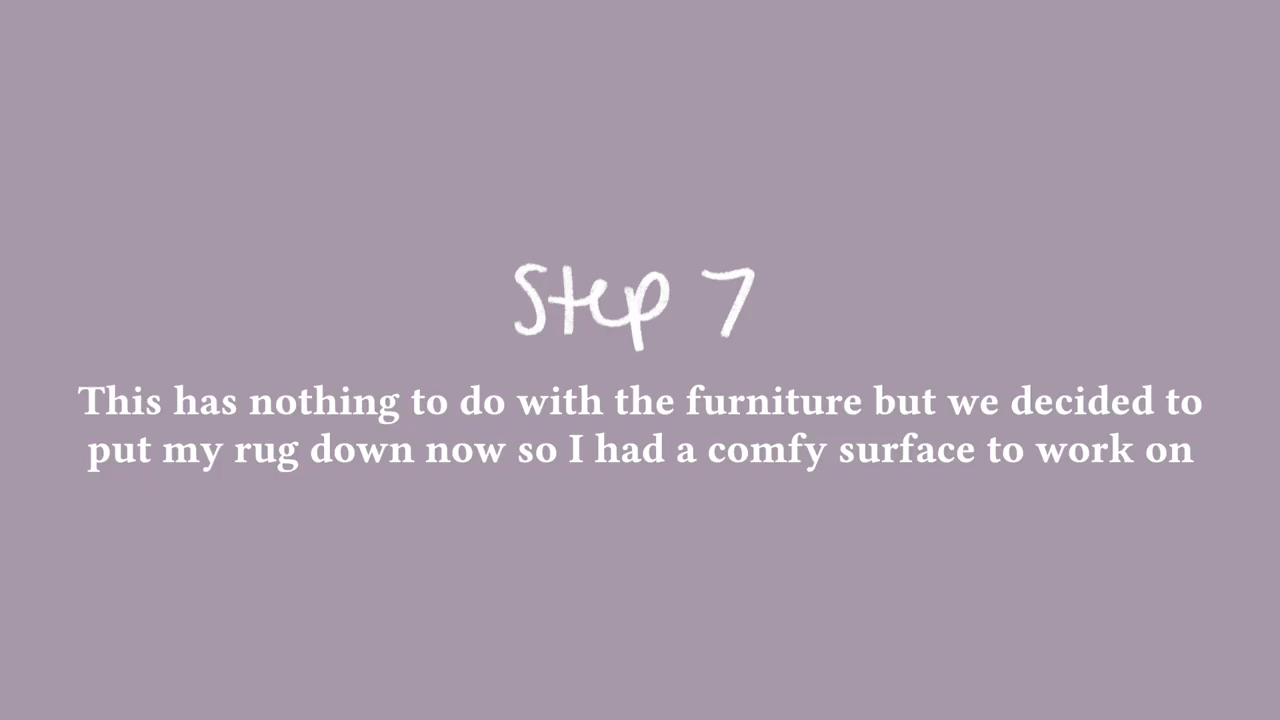 Step 7
This has nothing to do with the furniture but we decided to
put my rug down now so I had a comfy surface to work on